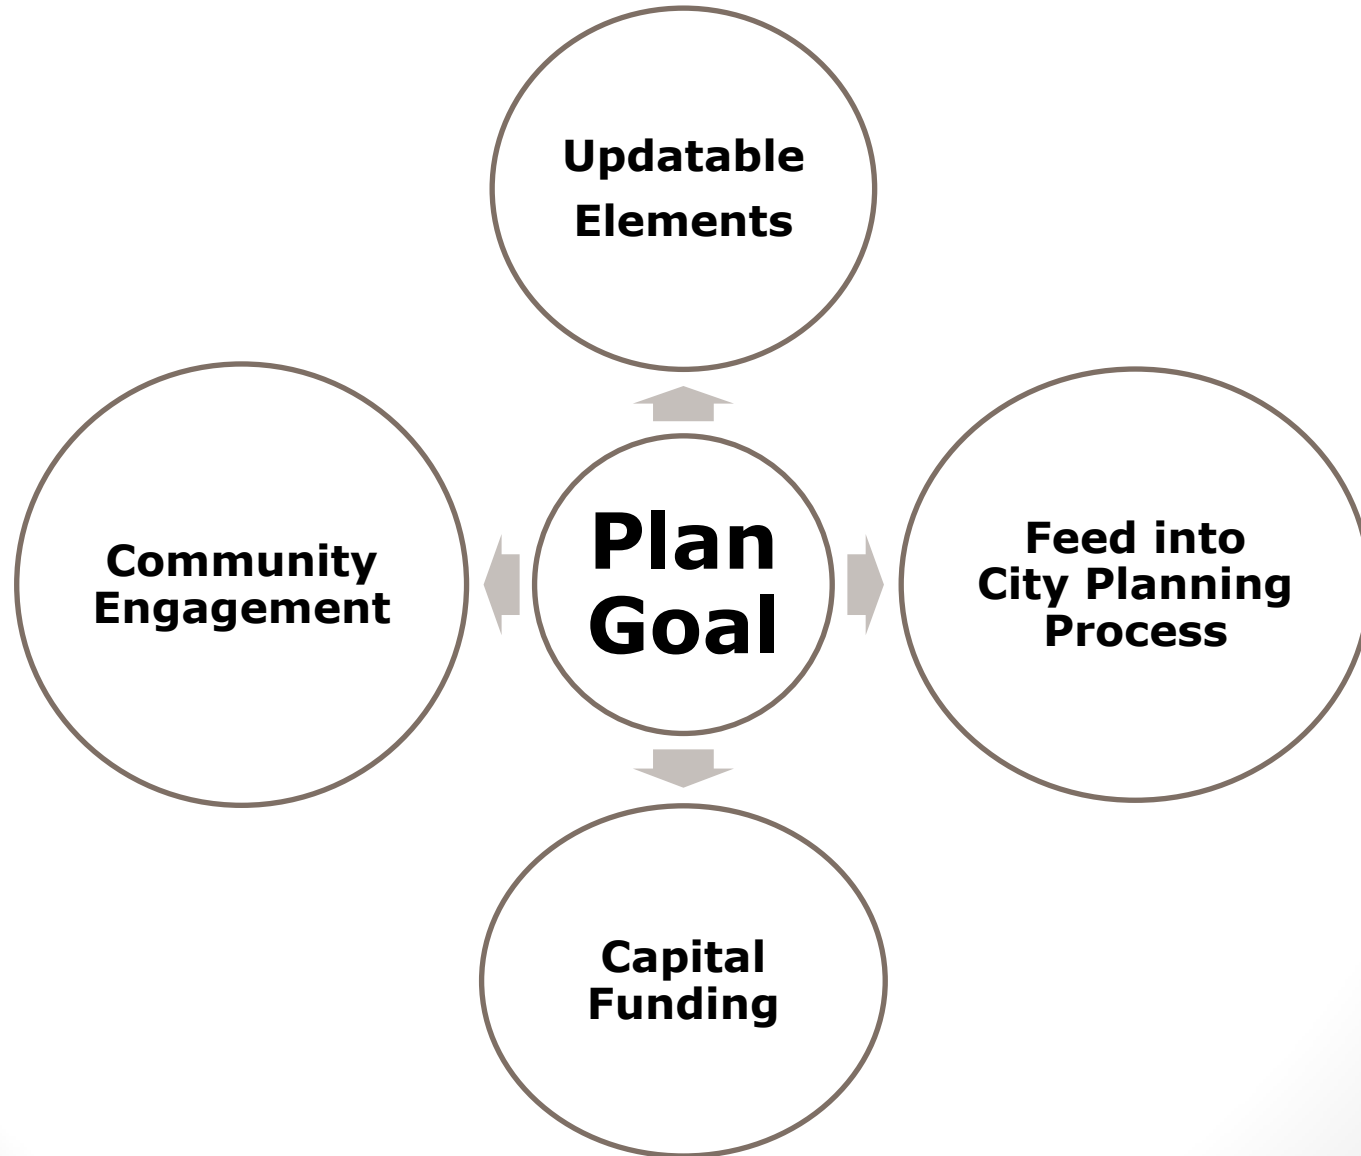 Updatable
Elements
Community
Engagement
Plan
Goal
Feed into
City Planning
Process
Capital
Funding